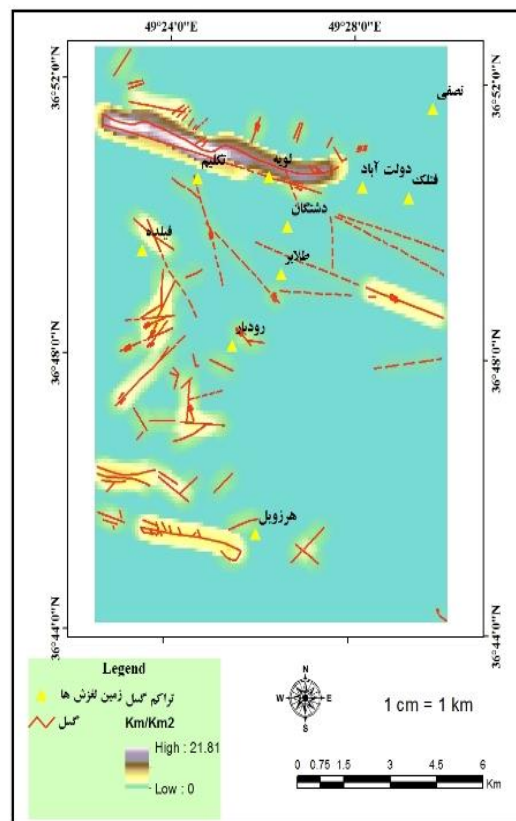 49°24'0"E
49°28'0"E
36°52'0"N
36°52'0"N
نصفی
تکلیم
لویه
دولت آباد
فتلک
دشتگان
فیلده
طلابر
36°48'0"N
36°48'0"N
رودبار
هرزویل
36°44'0"N
36°44'0"N
Legend
زمین لغزش ها
تراکم گسل
گسل
Km/Km2
High : 21.81
Low : 0
N
W
E
S
1 cm = 1 km
0 0.75 1.5 3 4.5 6
Km